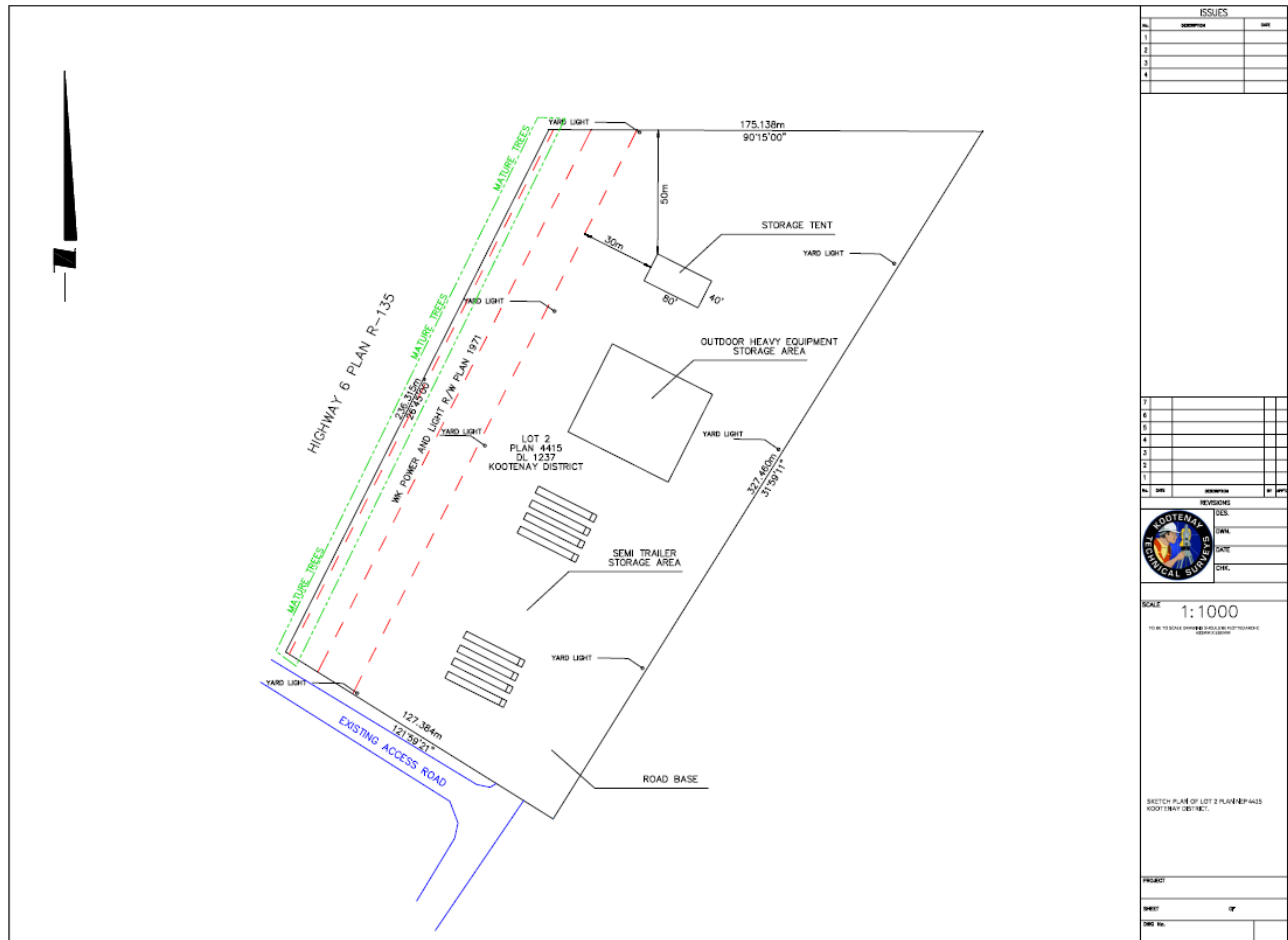 MATURE TREES
YARD LIGHT
175.138m
90°15'00"
50m
30m
STORAGE TENT
YARD LIGHT
40'
YARD LIGHT
HIGHWAY 6 PLAN R-135
MATURE TREES
OUTDOOR HEAVY EQUIPMENT
STORAGE AREA
236.315m
26°45'00"
WK POWER AND LIGHT R/W PLAN 1971
YARD LIGHT
LOT 2
PLAN 4415
DL 1237
KOOTENAY DISTRICT
YARD LIGHT
327.460m
31°59'11"
SEMI TRAILER
STORAGE AREA
MATURE TREES
YARD LIGHT
YARD LIGHT
127.384m
121°59'21"
EXISTING ACCESS ROAD
ROAD BASE
ISSUES
No. DESCRIPTION DATE
1
2
3
4
7
6
5
4
3
2
1
No. DATE DESCRIPTION BY
REVISIONS
KOOTENAY
TECHNICAL SURVEYS
DES.
DWN.
DATE
CHK.
SCALE 1:1000
SKETCH PLAN OF LOT 2
KOOTENAY DISTRICT.
PROJECT
SHEET OF
DWG No.